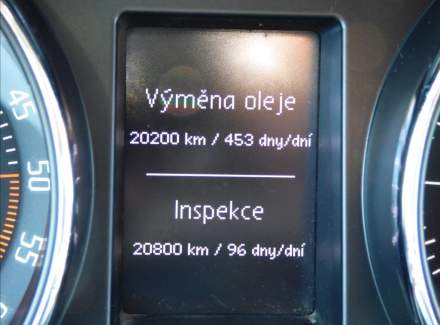 Výměna oleje
20200 km / 453 dny/dní
Inspekce
20800 km / 96 dny/dní
45
50
55